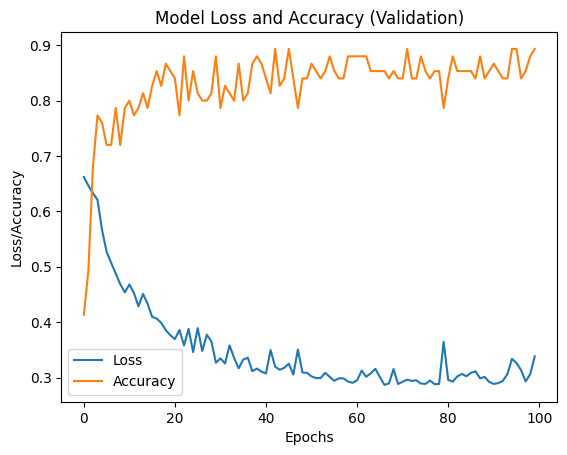 Model Loss and Accuracy (Validation)
0.9
0.8
0.7
0.6
0.5
0.4
0.3
Loss/Accuracy
Loss
Accuracy
0 20 40 60 80 100
Epochs